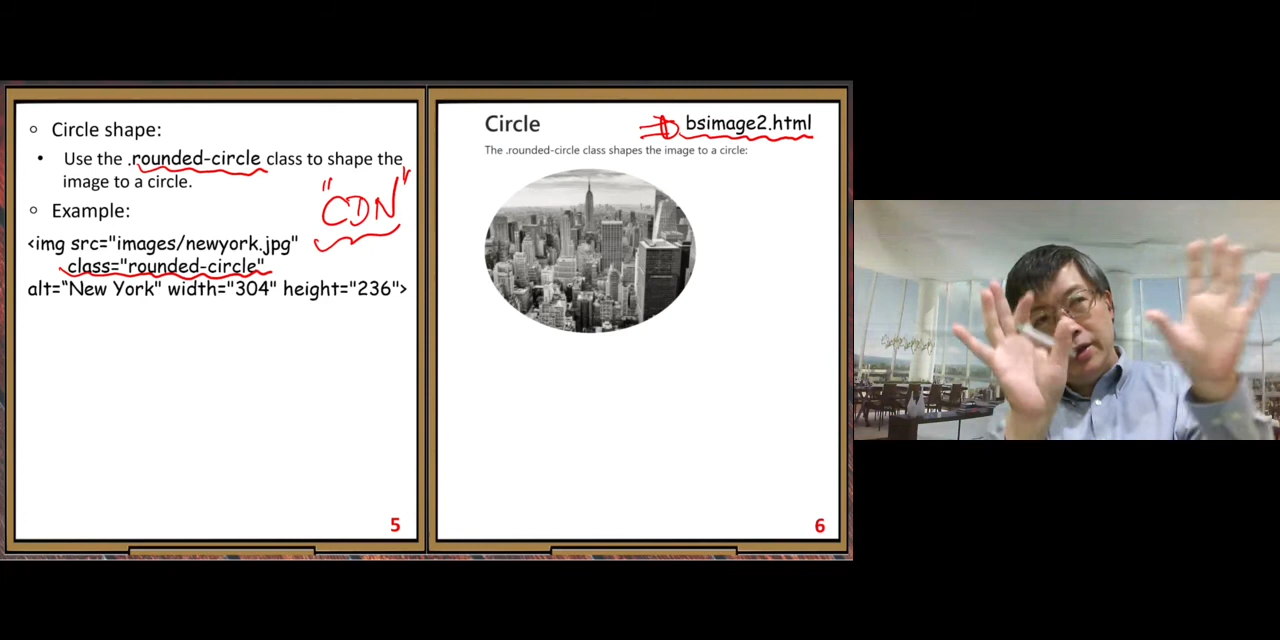 ○ Circle shape:
• Use the .rounded-circle class to shape the
image to a circle.
"CDN"
○ Example:
<img src="images/newyork.jpg"
class="rounded-circle"
alt=“New York" width="304" height="236">
5
Circle
bsimage2.html
The .rounded-circle class shapes the image to a circle:
6